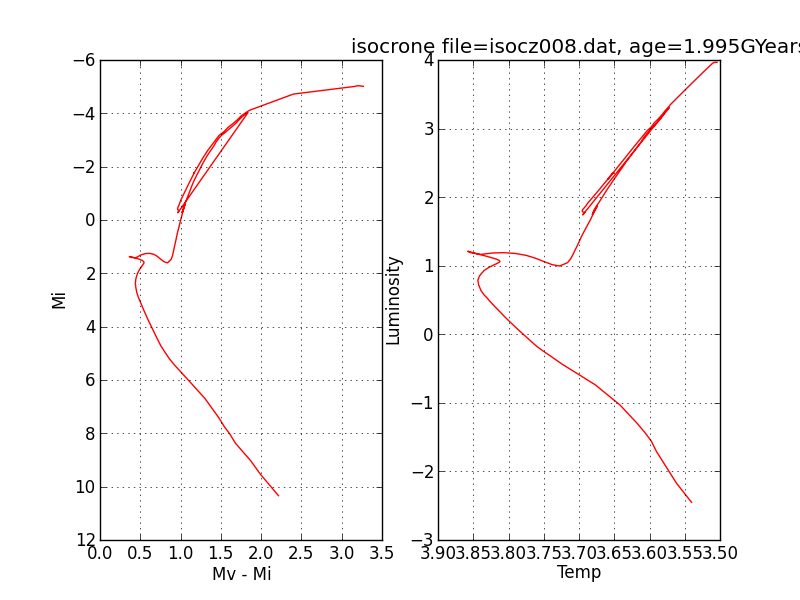 isocrone file=isocz008.dat, age=1.995GYears
−6
−4
−2
0
2
4
6
8
10
12
Mi
0.0 0.5 1.0 1.5 2.0 2.5 3.0 3.5
Mv - Mi
4
3
2
1
0
−1
−2
−3
Luminosity
3.90 3.85 3.80 3.75 3.70 3.65 3.60 3.55 3.50
Temp